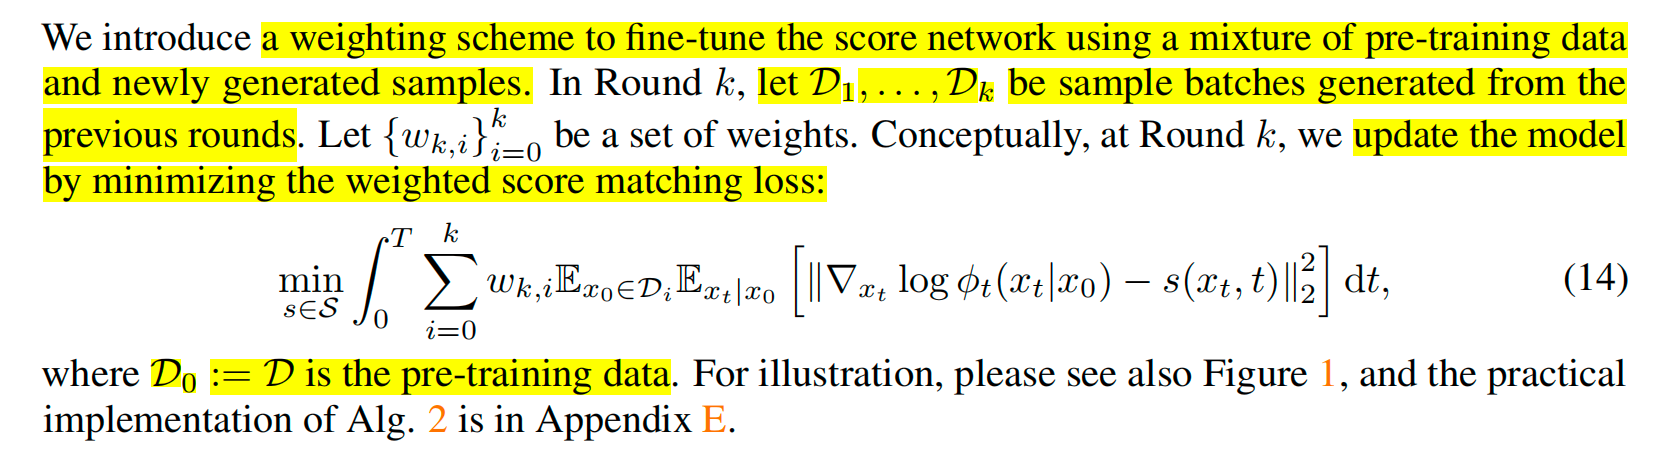 We introduce a weighting scheme to fine-tune the score network using a mixture of pre-training data
and newly generated samples. In Round $k$, let $\mathcal{D}_1, \ldots, \mathcal{D}_k$ be sample batches generated from the
previous rounds. Let $\{w_{k,i}\}_{i=0}^{k}$ be a set of weights. Conceptually, at Round $k$, we update the model
by minimizing the weighted score matching loss:
$\min_{s \in \mathcal{S}} \int_0^T \sum_{i=0}^{k} w_{k,i} \mathbb{E}_{x_0 \in \mathcal{D}_i} \mathbb{E}_{x_t | x_0} \left[ \| \nabla_{x_t} \log \phi_t(x_t | x_0) - s(x_t, t) \|_2^2 \right] \mathrm{d}t,$ (14)
where $\mathcal{D}_0 := \mathcal{D}$ is the pre-training data. For illustration, please see also Figure 1, and the practical
implementation of Alg. 2 is in Appendix E.